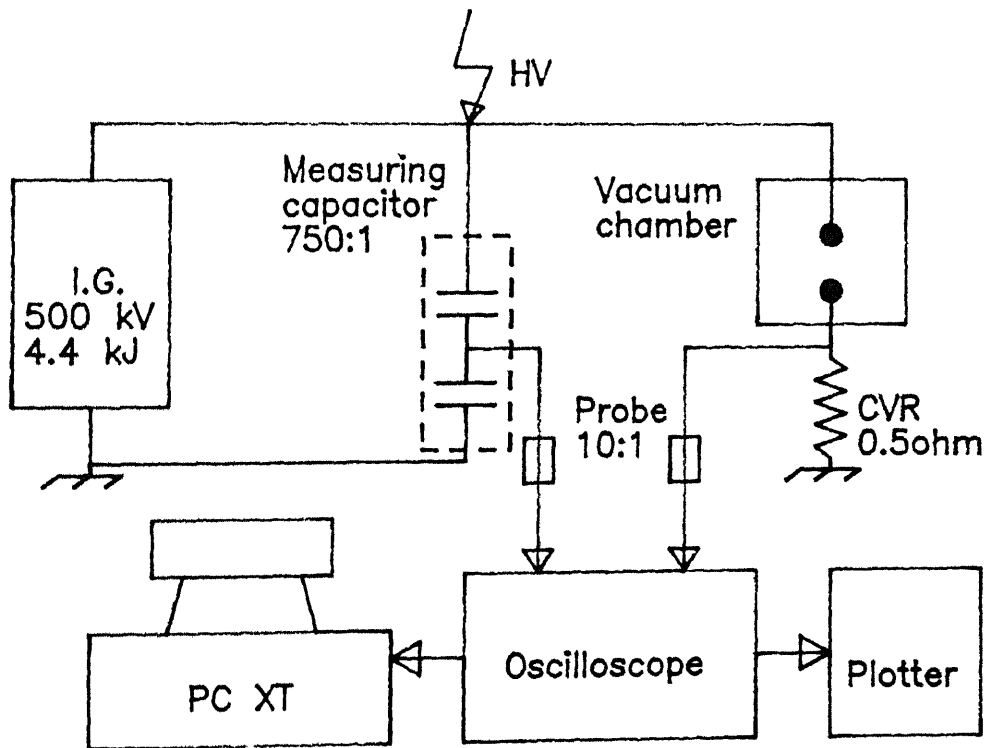 HV
Measuring
capacitor
750:1
Vacuum
chamber
I.G.
500 kV
4.4 kJ
Probe
10:1
CVR
0.5ohm
PC XT
Oscilloscope
Plotter